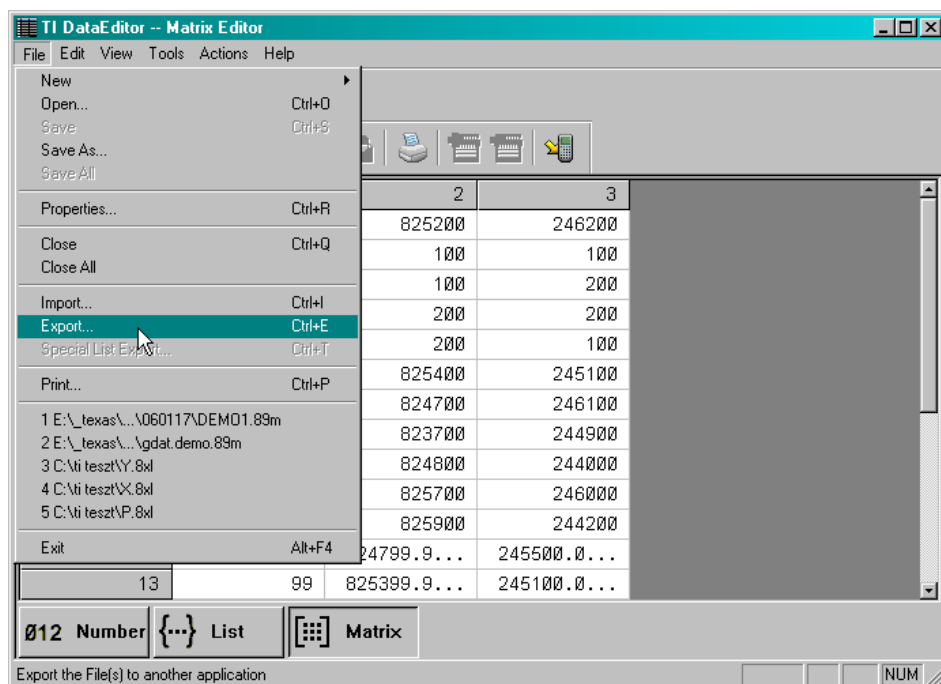 TI DataEditor -- Matrix Editor
File Edit View Tools Actions Help
New
Open... Ctrl+O
Save Ctrl+S
Save As...
Save All
Properties... Ctrl+R
Close Ctrl+Q
Close All
Import... Ctrl+I
Export... Ctrl+E
Special List Export... Ctrl+T
Print... Ctrl+P
1 E:\_texas\...\060117\DEMO1.89m
2 E:\_texas\...\gdat.demo.89m
3 C:\ti teszt\Y.8xl
4 C:\ti teszt\X.8xl
5 C:\ti teszt\P.8xl
Exit Alt+F4
2 3
825200 246200
100 100
100 200
200 200
200 100
825400 245100
824700 246100
823700 244900
824800 244000
825700 246000
825900 244200
24799.9... 245500.0...
13 99 825399.9... 245100.0...
012 Number {...} List Matrix
Export the File(s) to another application NUM